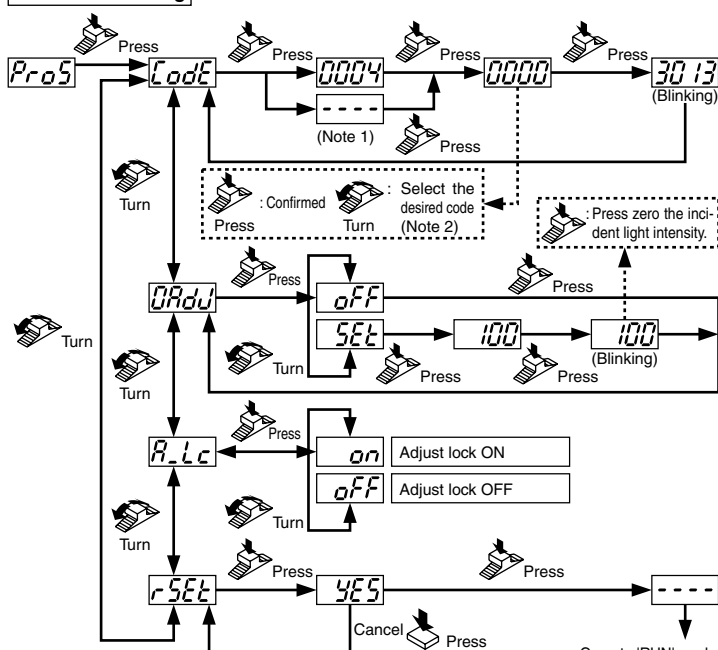 Press Press Press Press
ProS CodE 0004 0000 3013
- - - -
(Blinking)
(Note 1)
Press
Turn
: Confirmed
Press
Turn
: Select the
desired code
(Note 2)
: Press zero the inci-
dent light intensity.
0Adj
Press
oFF
Press
Turn
SEt 100 100
(Blinking)
Turn
Press Press
Turn
A_Lc
Press
on Adjust lock ON
oFF Adjust lock OFF
Turn
Turn
rSEt
Press
YES
Press
- - - -
Cancel
Press